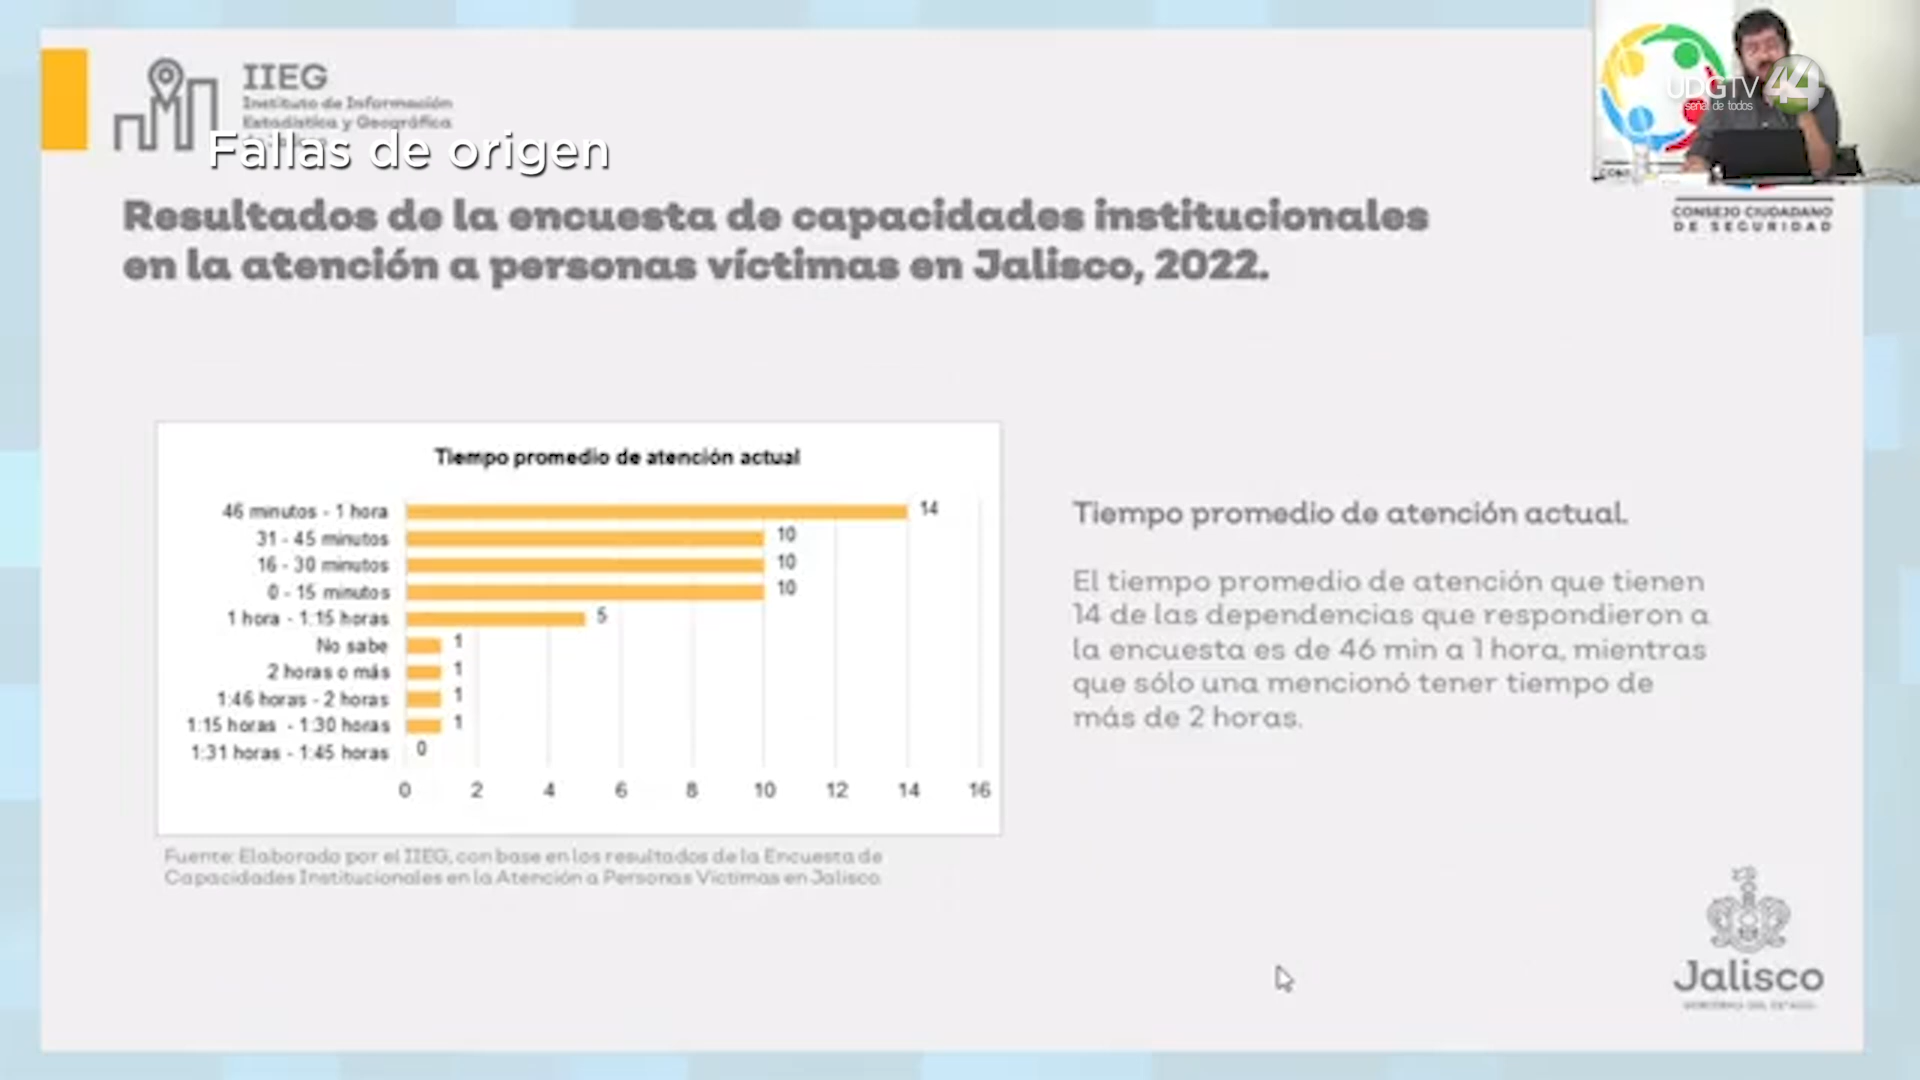 IIEG
Instituto de Información
Estadística y Geográfica
Fallas de origen
UDGTV 44
señal de todos
CONSEJO CIUDADANO
DE SEGURIDAD
Resultados de la encuesta de capacidades institucionales
en la atención a personas víctimas en Jalisco, 2022.
Tiempo promedio de atención actual
46 minutos - 1 hora 14
31 - 45 minutos 10
16 - 30 minutos 10
0 - 15 minutos 10
1 hora - 1:15 horas 5
No sabe 1
2 horas o más 1
1:46 horas - 2 horas 1
1:15 horas - 1:30 horas 1
1:31 horas - 1:45 horas 0
0 2 4 6 8 10 12 14 16
Fuente: Elaborado por el IIEG, con base en los resultados de la Encuesta de
Capacidades Institucionales en la Atención a Personas Víctimas en Jalisco.
Tiempo promedio de atención actual.
El tiempo promedio de atención que tienen
14 de las dependencias que respondieron a
la encuesta es de 46 min a 1 hora, mientras
que sólo una mencionó tener tiempo de
más de 2 horas.
Jalisco
GOBIERNO DEL ESTADO